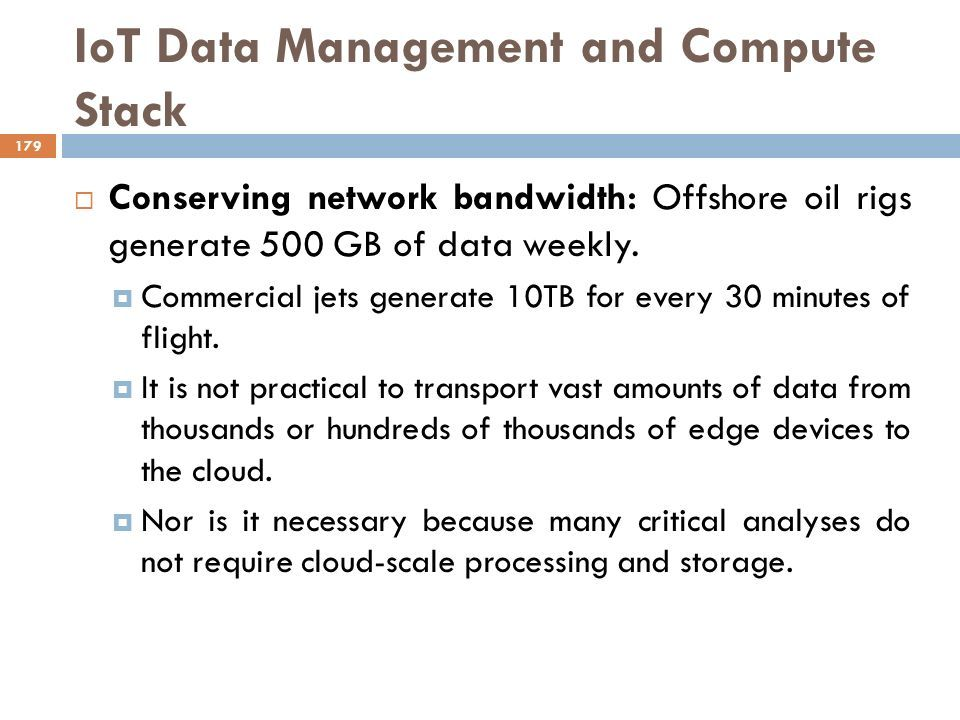 IoT Data Management and Compute
Stack
179
Conserving network bandwidth: Offshore oil rigs
generate 500 GB of data weekly.
Commercial jets generate 10TB for every 30 minutes of
flight.
It is not practical to transport vast amounts of data from
thousands or hundreds of thousands of edge devices to
the cloud.
Nor is it necessary because many critical analyses do
not require cloud-scale processing and storage.